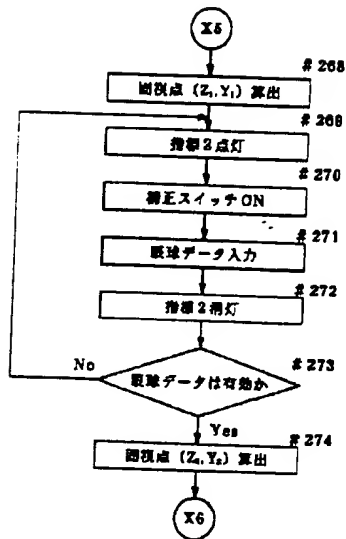 X5
#268
固視点 (Z₁,Y₁) 算出
#269
指標2点灯
#270
補正スイッチON
#271
眼球データ入力
#272
指標2消灯
#273
眼球データは有効か
No
Yes
#274
固視点 (Z₂,Y₂) 算出
X6